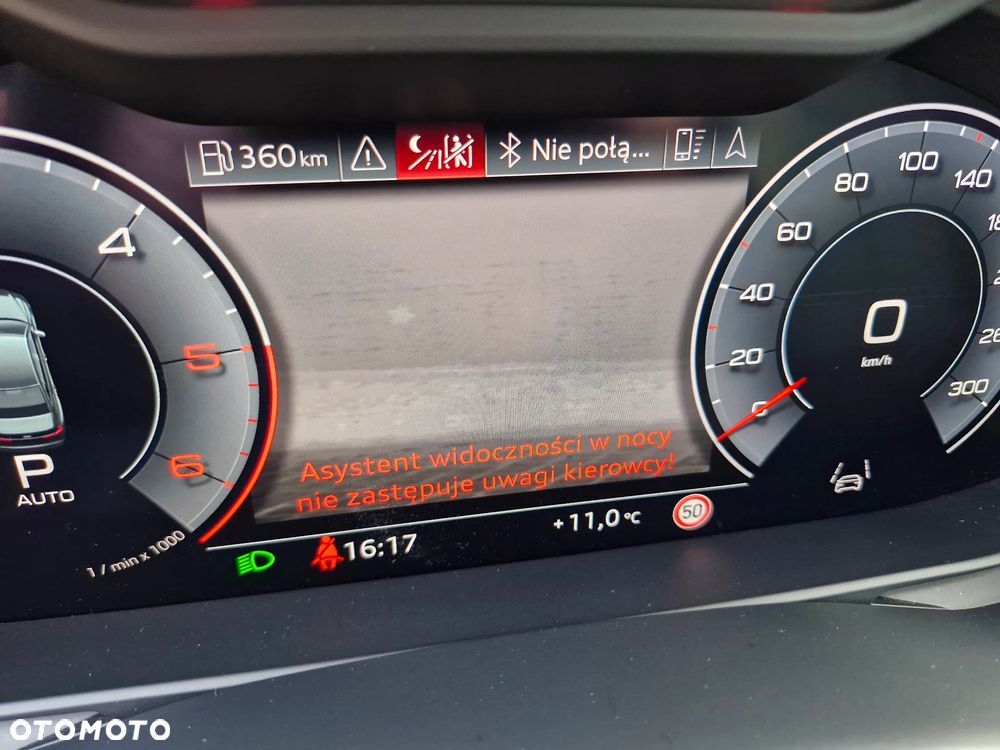 360 km
Nie połą...
4
5
6
P
AUTO
1 / min x 1000
Asystent widoczności w nocy
nie zastępuje uwagi kierowcy!
16:17
+11,0 °C
50
0
20
40
60
80
100
140
300
0
km/h
OTOMOTO